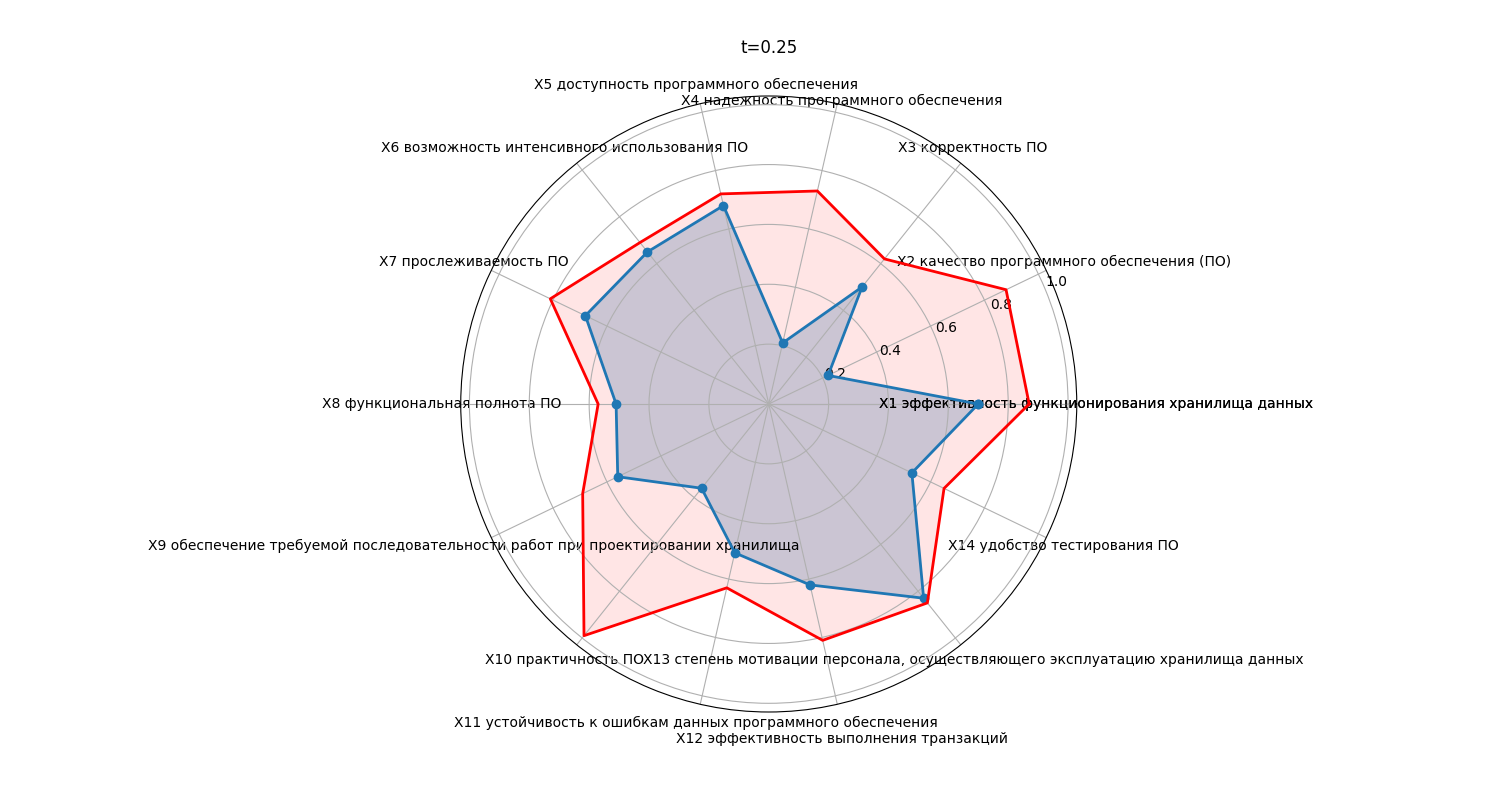 t=0.25
X5 доступность программного обеспечения
X4 надежность программного обеспечения
X6 возможность интенсивного использования ПО
X3 корректность ПО
X7 прослеживаемость ПО
X2 качество программного обеспечения (ПО)
1.0
0.8
0.6
0.4
0.2
X8 функциональная полнота ПО
X1 эффективность функционирования хранилища данных
X9 обеспечение требуемой последовательности работ при проектировании хранилища
X14 удобство тестирования ПО
X10 практичность ПО
X13 степень мотивации персонала, осуществляющего эксплуатацию хранилища данных
X11 устойчивость к ошибкам данных программного обеспечения
X12 эффективность выполнения транзакций